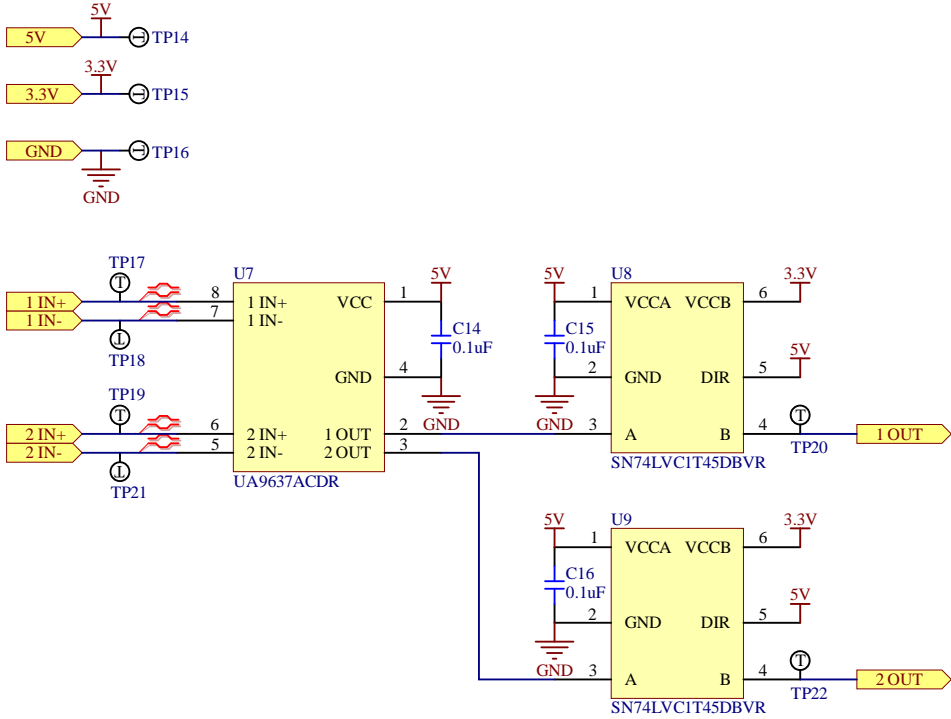 5V
5V
TP14
3.3V
3.3V
TP15
GND
TP16
GND
TP17
1 IN+
1 IN-
TP18
8
7
U7
1 IN+
1 IN-
VCC
1
5V
C14
0.1uF
GND
4
GND
TP19
2 IN+
2 IN-
TP21
6
5
2 IN+
2 IN-
1 OUT
2 OUT
2
3
UA9637ACDR
5V
C15
0.1uF
GND
U8
1
VCCA
VCCB
6
3.3V
2
GND
DIR
5
5V
3
A
B
4
T
TP20
1 OUT
SN74LVC1T45DBVR
5V
C16
0.1uF
GND
U9
1
VCCA
VCCB
6
3.3V
2
GND
DIR
5
5V
3
A
B
4
T
TP22
2 OUT
SN74LVC1T45DBVR
T
T
T
T
T
T
T